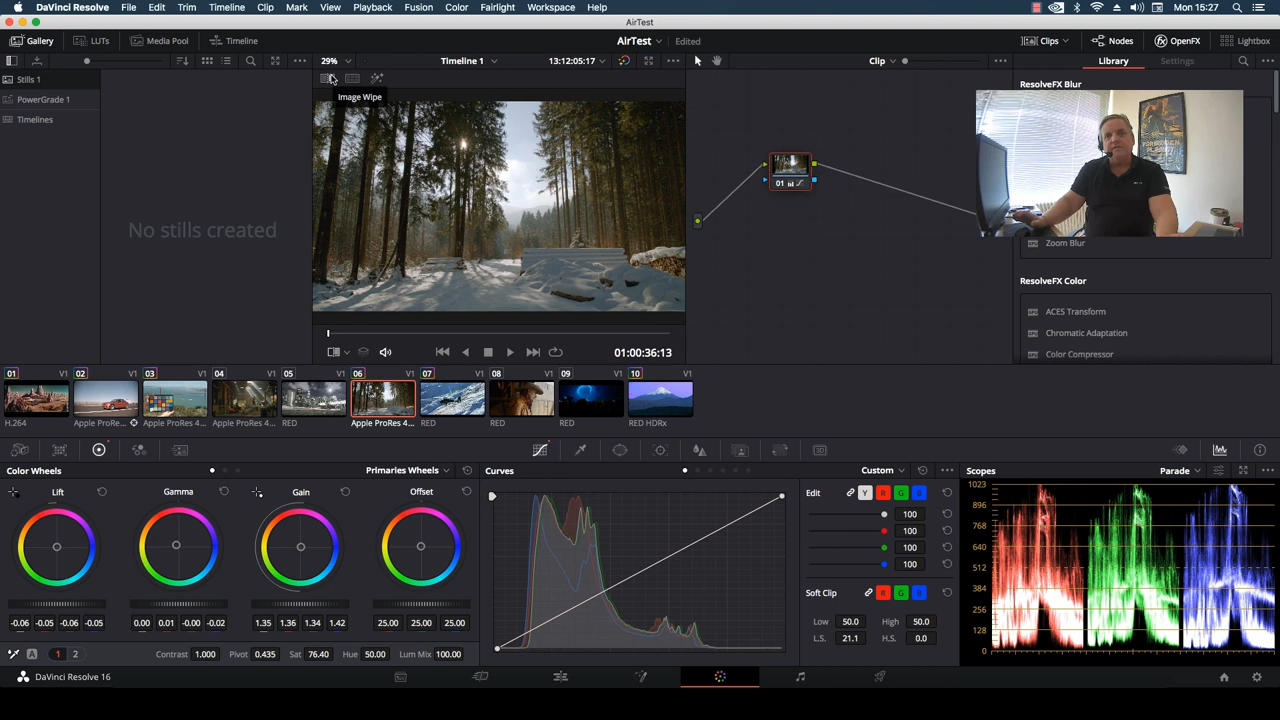 DaVinci Resolve File Edit Trim Timeline Clip Mark View Playback Fusion Color Fairlight Workspace Help Mon 15:27
AirTest
Gallery LUTs Media Pool Timeline AirTest Edited Clips Nodes OpenFX Lightbox
29% Timeline 1 13:12:05:17 Clip Library Settings
Stills 1
PowerGrade 1
Timelines
Image Wipe
No stills created
01
ResolveFX Blur
FORBIDDEN PLANET
Zoom Blur
ResolveFX Color
ACES Transform
Chromatic Adaptation
Color Compressor
01:00:36:13
01 V1 02 V1 03 V1 04 V1 05 V1 06 V1 07 V1 08 V1 09 V1 10 V1
H.264 Apple ProRes... Apple ProRes 4... Apple ProRes 4... RED Apple ProRes 4... RED RED RED RED HDRx
Color Wheels Primaries Wheels Curves Custom Scopes Parade
Lift Gamma Gain Offset
-0.06 -0.05 -0.06 -0.05 0.00 0.01 -0.00 -0.02 1.35 1.36 1.34 1.42 25.00 25.00 25.00
A 1 2 Contrast 1.000 Pivot 0.435 Sat 76.40 Hue 50.00 Lum Mix 100.00
Edit Y R G B
100
100
100
100
Soft Clip R G B
Low 50.0 High 50.0
L.S. 21.1 H.S. 0.0
1023
896
768
640
512
384
256
128
0
DaVinci Resolve 16